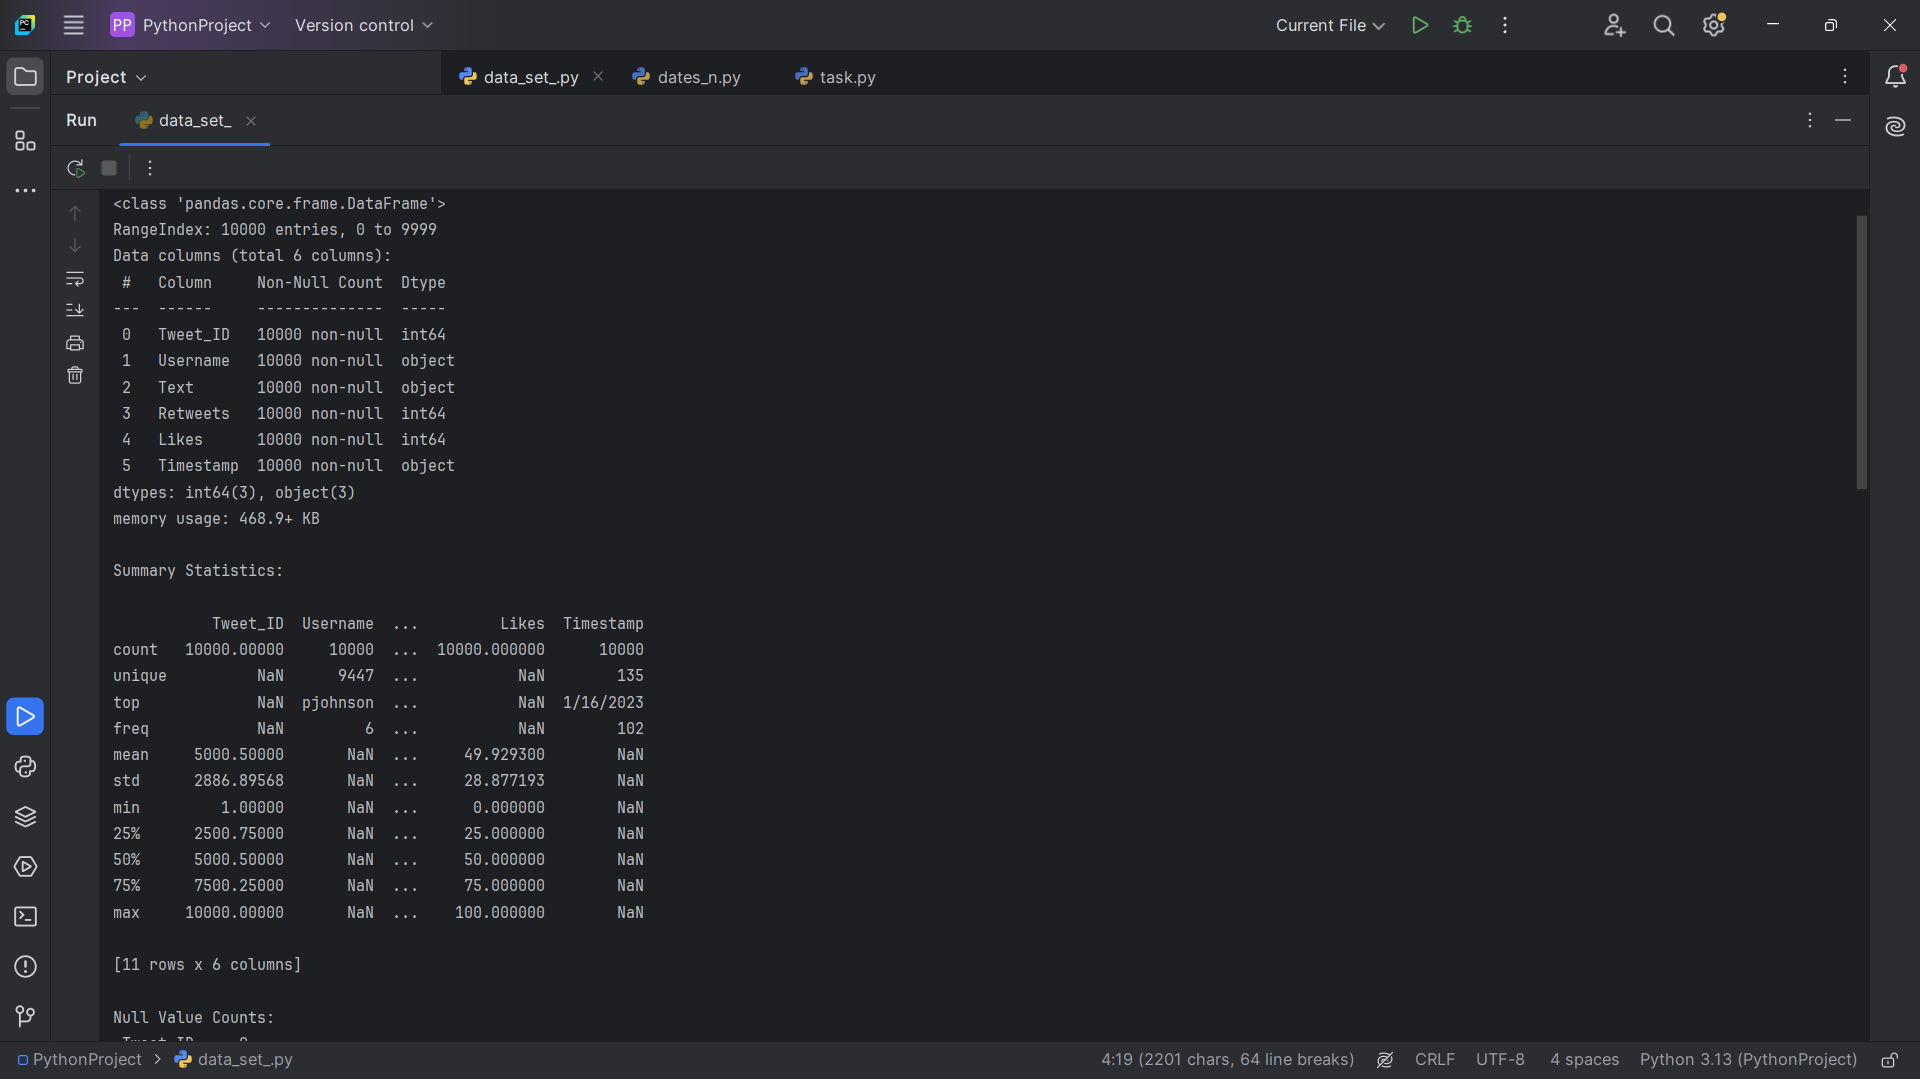 PP PythonProject Version control Current File
Project data_set_.py dates_n.py task.py
Run data_set_
<class 'pandas.core.frame.DataFrame'>
RangeIndex: 10000 entries, 0 to 9999
Data columns (total 6 columns):
 #   Column     Non-Null Count  Dtype
---  ------     --------------  -----
 0   Tweet_ID   10000 non-null  int64
 1   Username   10000 non-null  object
 2   Text       10000 non-null  object
 3   Retweets   10000 non-null  int64
 4   Likes      10000 non-null  int64
 5   Timestamp  10000 non-null  object
dtypes: int64(3), object(3)
memory usage: 468.9+ KB
Summary Statistics:
           Tweet_ID  Username  ...         Likes  Timestamp
count   10000.00000     10000  ...  10000.000000      10000
unique          NaN      9447  ...           NaN        135
top             NaN  pjohnson  ...           NaN  1/16/2023
freq            NaN         6  ...           NaN        102
mean     5000.50000       NaN  ...     49.929300        NaN
std      2886.89568       NaN  ...     28.877193        NaN
min         1.00000       NaN  ...      0.000000        NaN
25%      2500.75000       NaN  ...     25.000000        NaN
50%      5000.50000       NaN  ...     50.000000        NaN
75%      7500.25000       NaN  ...     75.000000        NaN
max     10000.00000       NaN  ...    100.000000        NaN
[11 rows x 6 columns]
Null Value Counts:
PythonProject > data_set_.py 4:19 (2201 chars, 64 line breaks) CRLF UTF-8 4 spaces Python 3.13 (PythonProject)